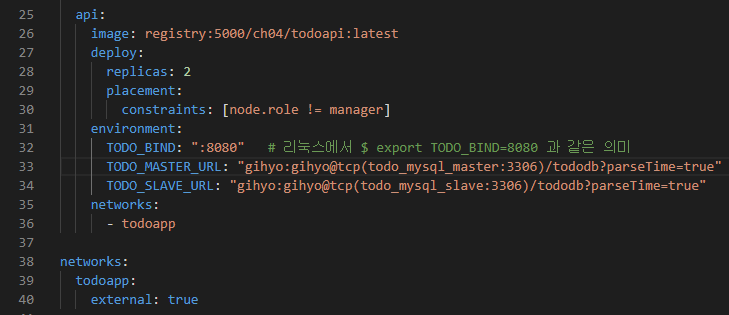 25 api:
26 image: registry:5000/ch04/todoapi:latest
27 deploy:
28 replicas: 2
29 placement:
30 constraints: [node.role != manager]
31 environment:
32 TODO_BIND: ":8080" # 리눅스에서 $ export TODO_BIND=8080 과 같은 의미
33 TODO_MASTER_URL: "gihyo:gihyo@tcp(todo_mysql_master:3306)/tododb?parseTime=true"
34 TODO_SLAVE_URL: "gihyo:gihyo@tcp(todo_mysql_slave:3306)/tododb?parseTime=true"
35 networks:
36 - todoapp
37
38 networks:
39 todoapp:
40 external: true